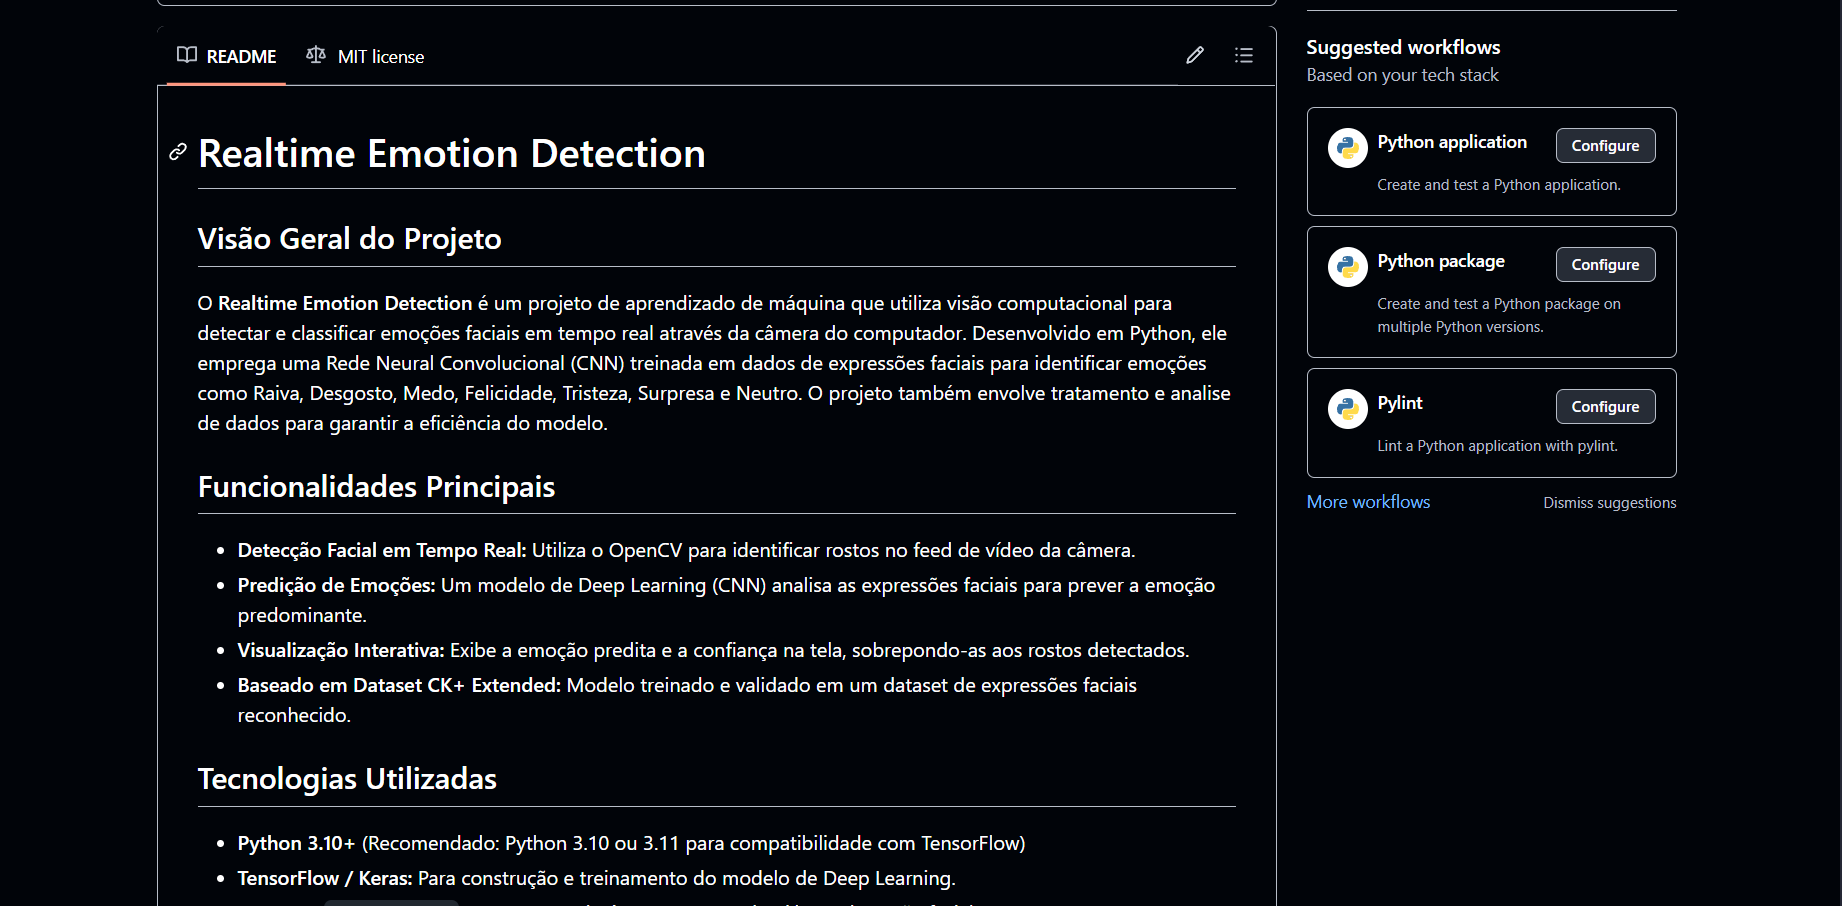 README
MIT license
Realtime Emotion Detection
Visão Geral do Projeto
O Realtime Emotion Detection é um projeto de aprendizado de máquina que utiliza visão computacional para
detectar e classificar emoções faciais em tempo real através da câmera do computador. Desenvolvido em Python, ele
emprega uma Rede Neural Convolucional (CNN) treinada em dados de expressões faciais para identificar emoções
como Raiva, Desgosto, Medo, Felicidade, Tristeza, Surpresa e Neutro. O projeto também envolve tratamento e analise
de dados para garantir a eficiência do modelo.
Funcionalidades Principais
• Detecção Facial em Tempo Real: Utiliza o OpenCV para identificar rostos no feed de vídeo da câmera.
• Predição de Emoções: Um modelo de Deep Learning (CNN) analisa as expressões faciais para prever a emoção
predominante.
• Visualização Interativa: Exibe a emoção predita e a confiança na tela, sobrepondo-as aos rostos detectados.
• Baseado em Dataset CK+ Extended: Modelo treinado e validado em um dataset de expressões faciais
reconhecido.
Tecnologias Utilizadas
• Python 3.10+ (Recomendado: Python 3.10 ou 3.11 para compatibilidade com TensorFlow)
• TensorFlow / Keras: Para construção e treinamento do modelo de Deep Learning.
Suggested workflows
Based on your tech stack
Python application
Configure
Create and test a Python application.
Python package
Configure
Create and test a Python package on
multiple Python versions.
Pylint
Configure
Lint a Python application with pylint.
More workflows
Dismiss suggestions